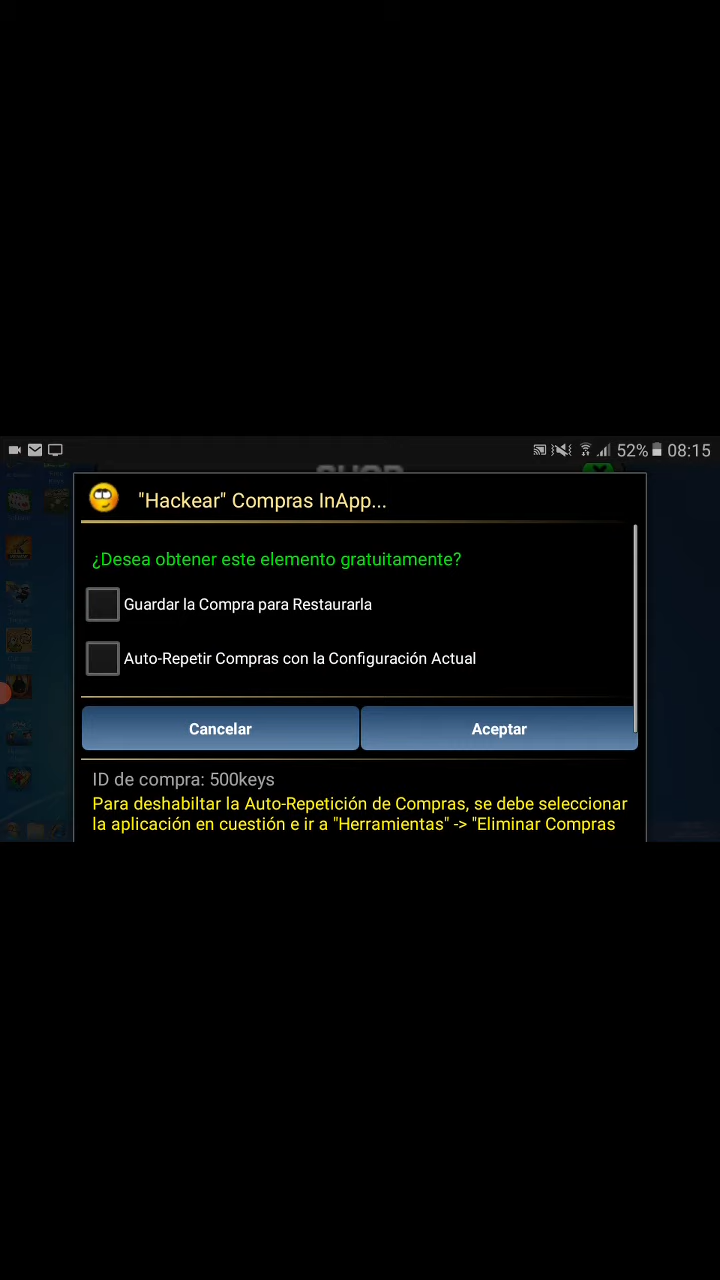 52% 08:15
SHOP
"Hackear" Compras InApp...
¿Desea obtener este elemento gratuitamente?
Guardar la Compra para Restaurarla
Auto-Repetir Compras con la Configuración Actual
Cancelar Aceptar
ID de compra: 500keys
Para deshabiltar la Auto-Repetición de Compras, se debe seleccionar
la aplicación en cuestión e ir a "Herramientas" -> "Eliminar Compras